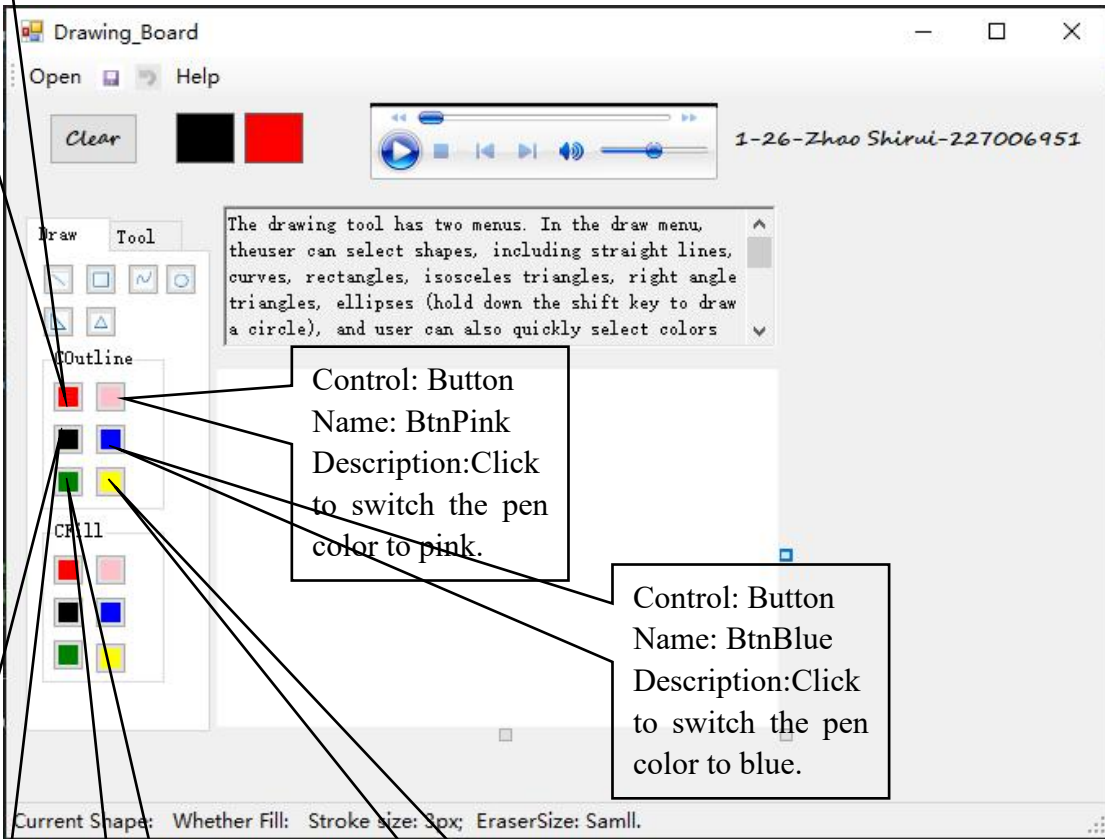 Drawing_Board
Open Help
Clear
1-26-Zhao Shirui-227006951
Draw Tool
The drawing tool has two menus. In the draw menu,
theuser can select shapes, including straight lines,
curves, rectangles, isosceles triangles, right angle
triangles, ellipses (hold down the shift key to draw
a circle), and user can also quickly select colors
COutline
Control: Button
Name: BtnPink
Description:Click
to switch the pen
color to pink.
CFill
Control: Button
Name: BtnBlue
Description:Click
to switch the pen
color to blue.
Current Shape: Whether Fill: Stroke size: 3px; EraserSize: Samll.